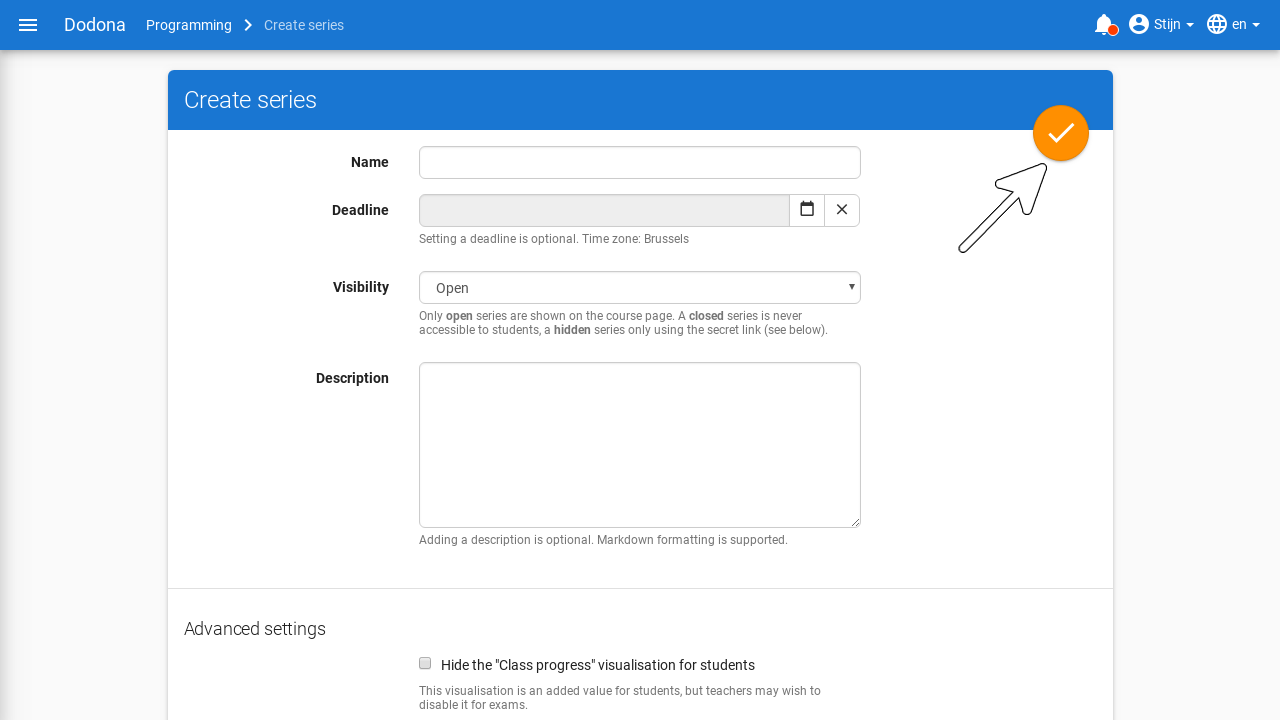 Dodona Programming Create series Stijn en
Create series
Name
Deadline
Setting a deadline is optional. Time zone: Brussels
Visibility Open
Only open series are shown on the course page. A closed series is never
accessible to students, a hidden series only using the secret link (see below).
Description
Adding a description is optional. Markdown formatting is supported.
Advanced settings
Hide the "Class progress" visualisation for students
This visualisation is an added value for students, but teachers may wish to
disable it for exams.